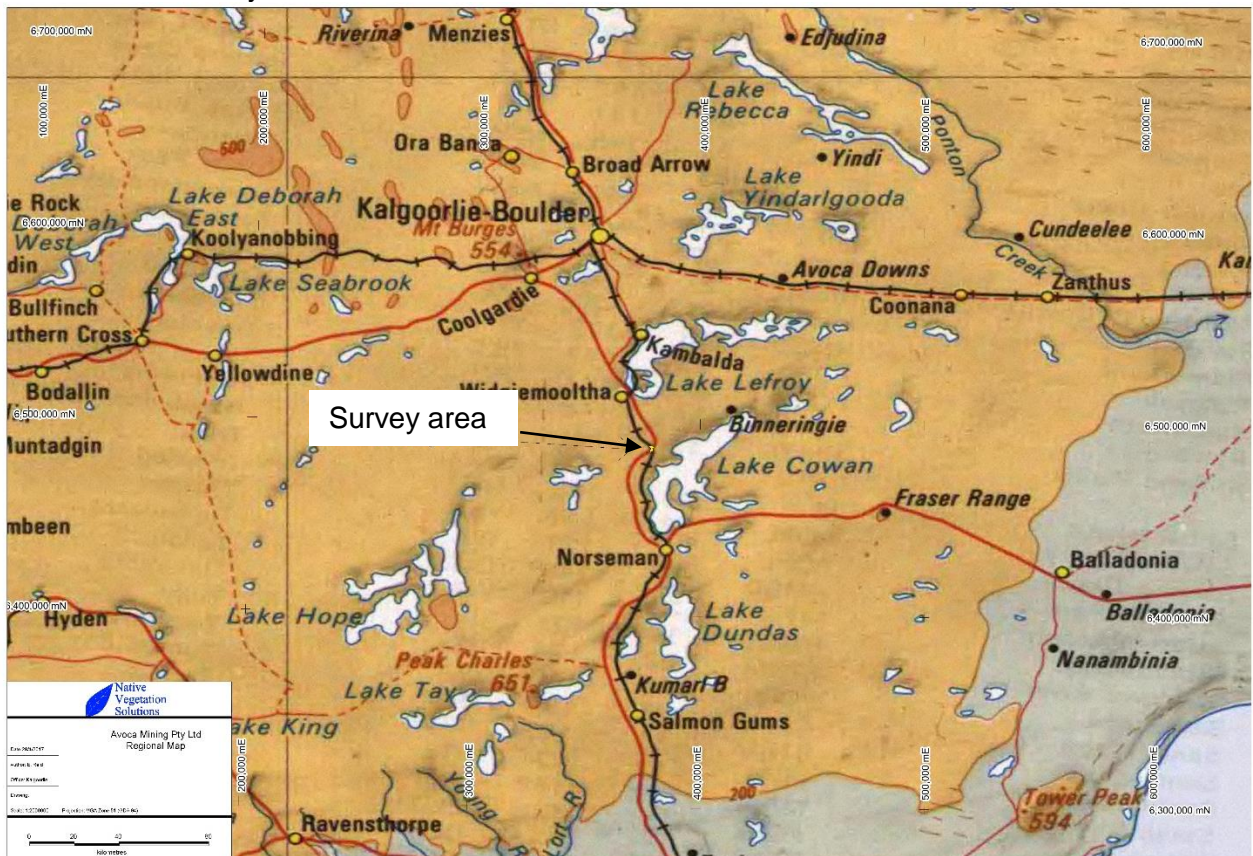 6,700,000 mN
Riverina
Menzies
Edjudina
6,700,000 mN
100,000 mE
200,000 mE
300,000 mE
Lake
Rebecca
400,000 mE
500,000 mE
Ponton
600,000 mE
500
Ora Banda
Broad Arrow
Yindi
ie Rock
Lake Deborah
East
Lake
Yindarlgooda
6,600,000 mN
West
Kalgoorlie-Boulder
Mt Burges
554
Cundeelee
6,600,000 mN
Koolyanobbing
din
Creek
Lake Seabrook
Avoca Downs
Zanthus
Bullfinch
Coolgardie
Coonana
uthern Cross
Kambalda
Yellowdine
Bodallin
Lake Lefroy
Widgiemooltha
6,500,000 mN
Survey area
Binneringie
6,500,000 mN
Muntadgin
Lake Cowan
mbeen
Fraser Range
Norseman
Balladonia
6,400,000 mN
Hyden
Lake Hope
Lake
Dundas
Balladonia
6,400,000 mN
Peak Charles
651
Nanambinia
Lake Tay
Kumarl B
Native
Vegetation
Solutions
ake King
Salmon Gums
Avoca Mining Pty Ltd
Regional Map
200,000 mE
300,000 mE
400,000 mE
500,000 mE
600,000 mE
Young R
Lort R
200
Tower Peak
594
6,300,000 mN
Ravensthorpe
0 20 40 80
kilometres